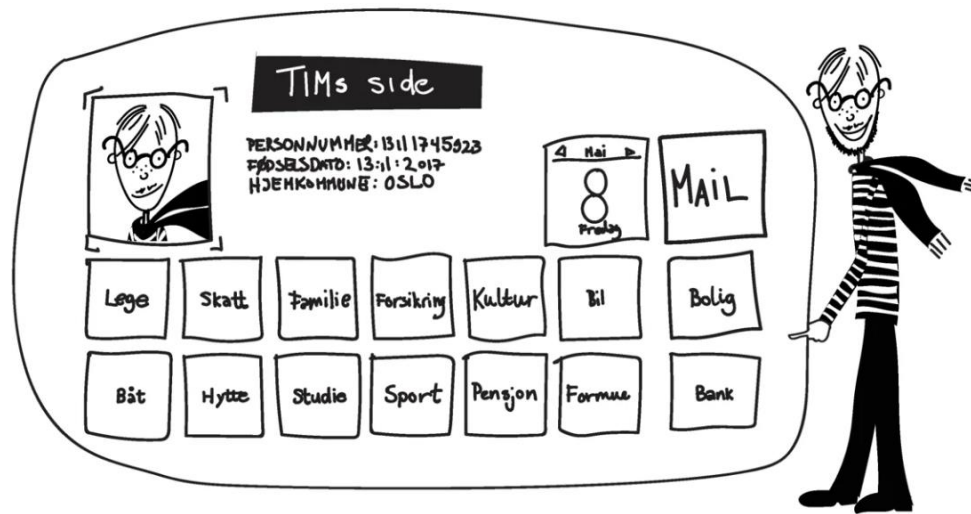 TIMs side
PERSONNUMMER: 13111745923
FØDSELSDATO: 13:11:2017
HJEMKOMMUNE: OSLO
Mai
8
Fredag
MAIL
Lege
Skatt
Familie
Forsikring
Kultur
Bil
Bolig
Båt
Hytte
Studie
Sport
Pensjon
Formue
Bank